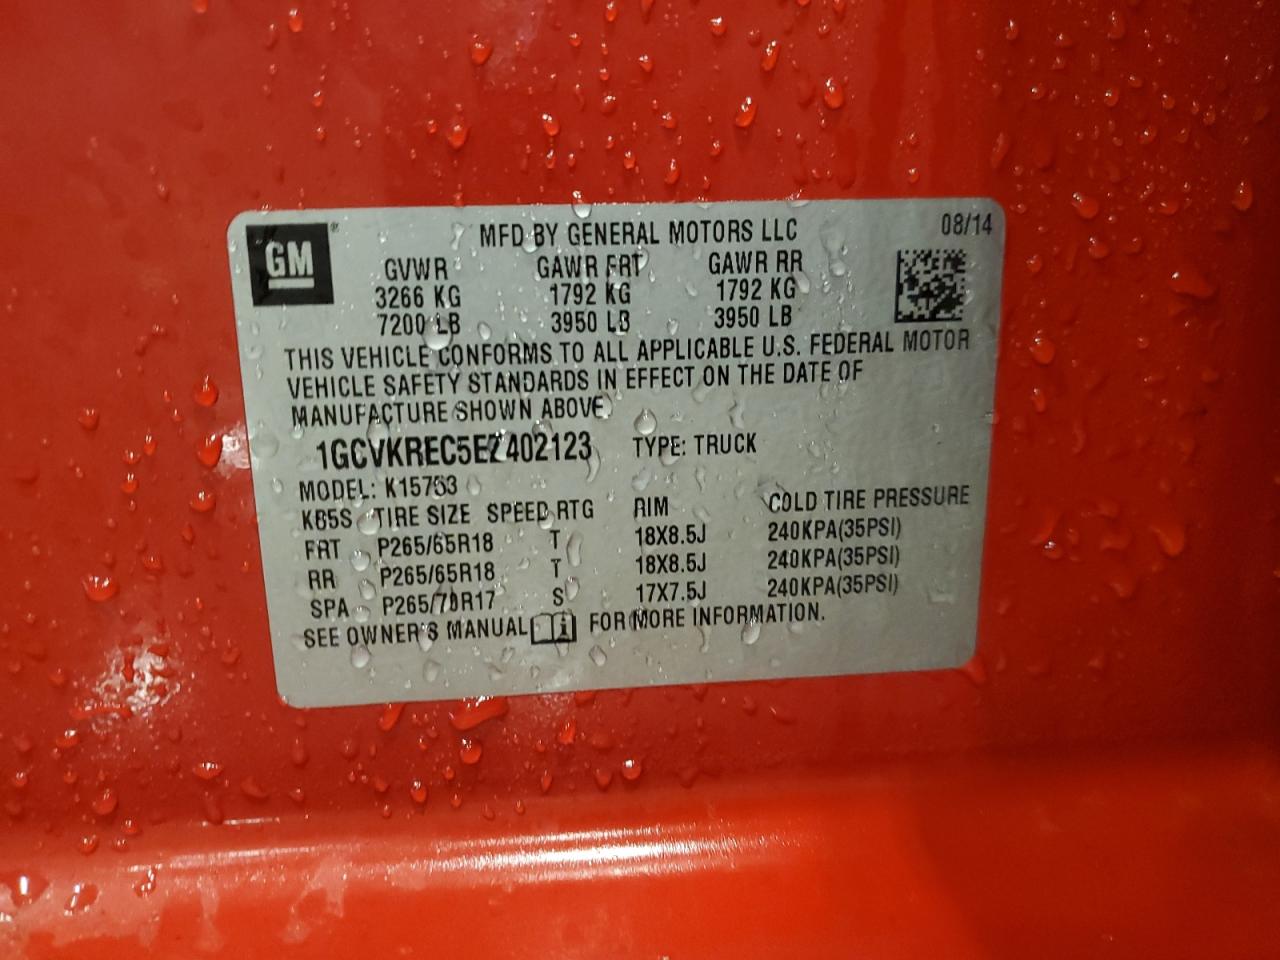 GM ®
MFD BY GENERAL MOTORS LLC 08/14
GVWR GAWR FRT GAWR RR
3266 KG 1792 KG 1792 KG
7200 LB 3950 LB 3950 LB
THIS VEHICLE CONFORMS TO ALL APPLICABLE U.S. FEDERAL MOTOR
VEHICLE SAFETY STANDARDS IN EFFECT ON THE DATE OF
MANUFACTURE SHOWN ABOVE.
1GCVKREC5EZ402123 TYPE: TRUCK
MODEL: K15753
K65S TIRE SIZE SPEED RTG RIM COLD TIRE PRESSURE
FRT P265/65R18 T 18X8.5J 240KPA(35PSI)
RR P265/65R18 T 18X8.5J 240KPA(35PSI)
SPA P265/70R17 S 17X7.5J 240KPA(35PSI)
SEE OWNER'S MANUAL i FOR MORE INFORMATION.